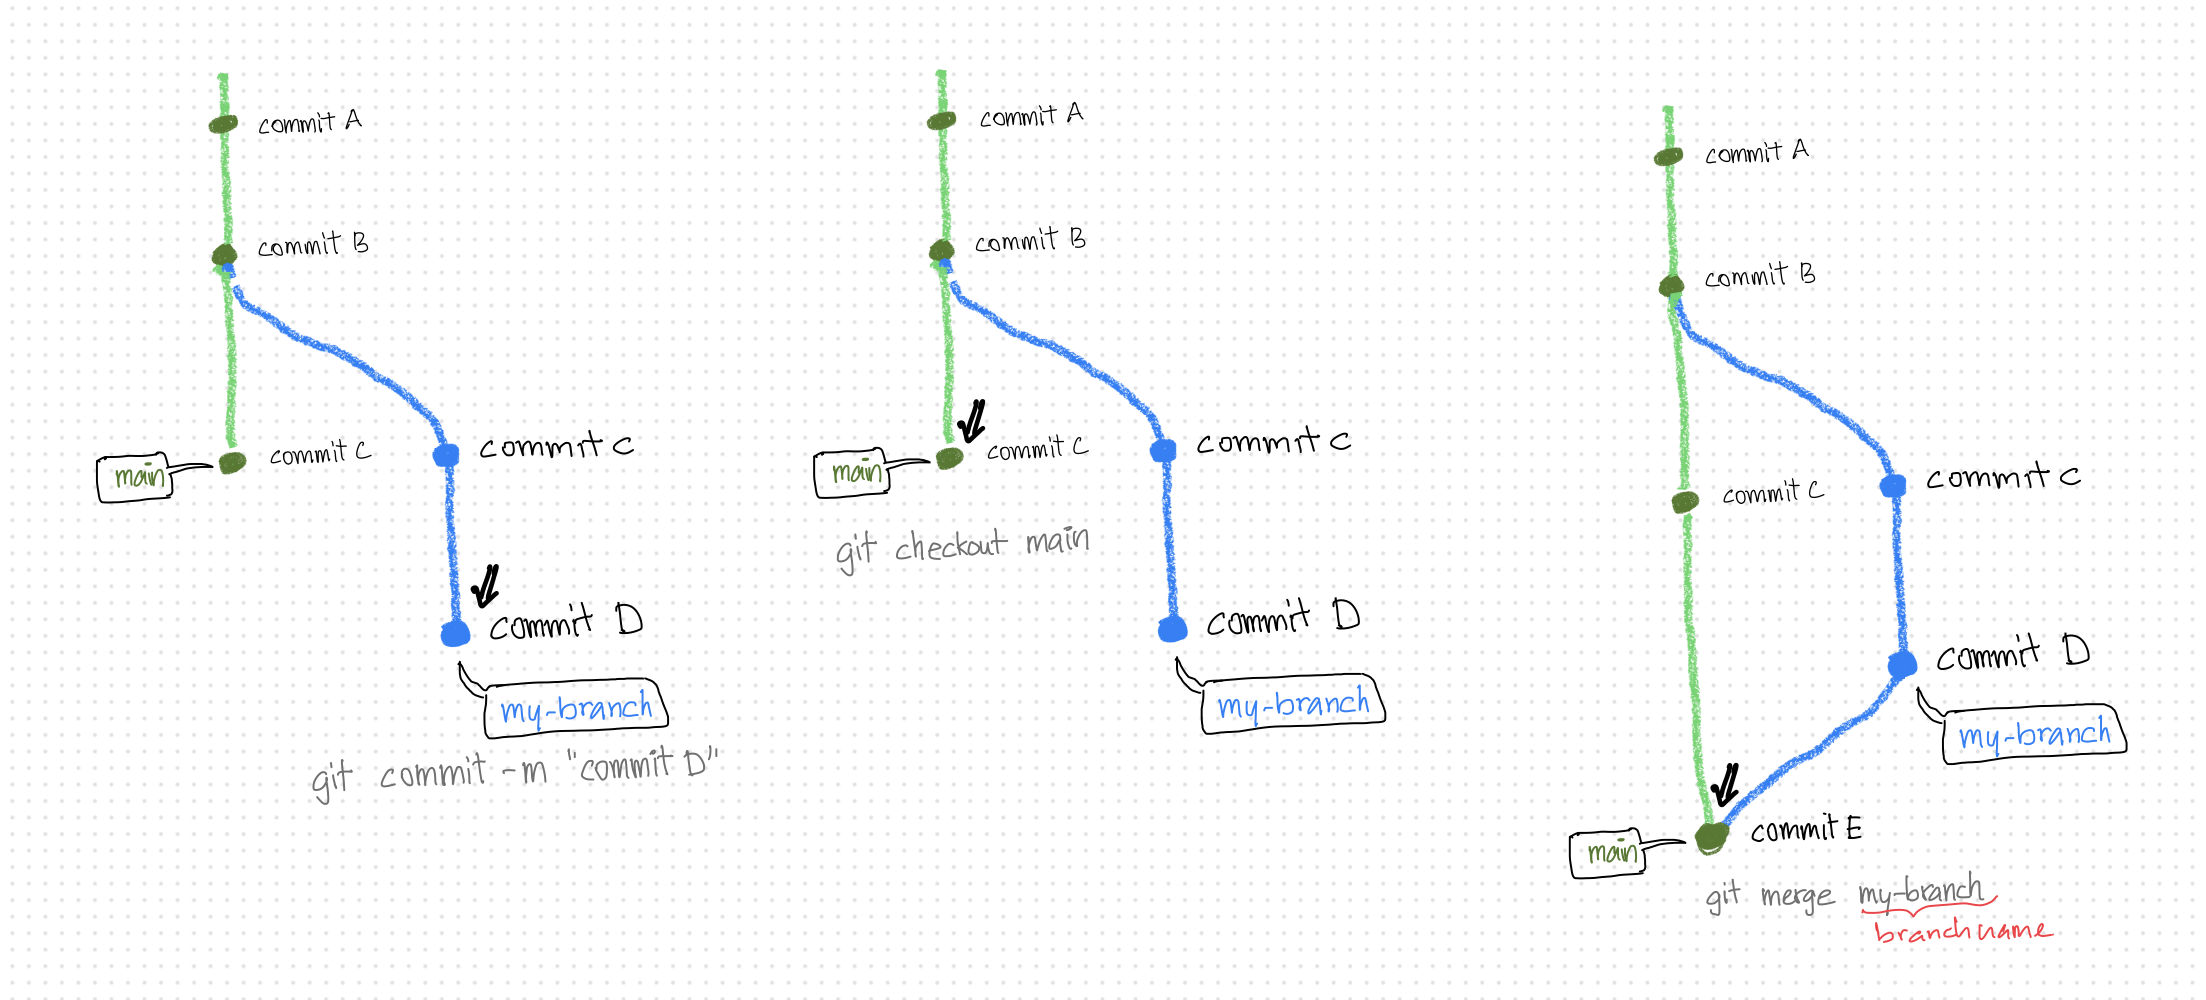 commit A
commit B
commit C
main
commit c
commit D
my-branch
git commit -m "commit D"
commit A
commit B
commit C
main
git checkout main
commit c
commit D
my-branch
commit A
commit B
commit C
commit c
commit D
my-branch
commit E
main
git merge my-branch
branch name